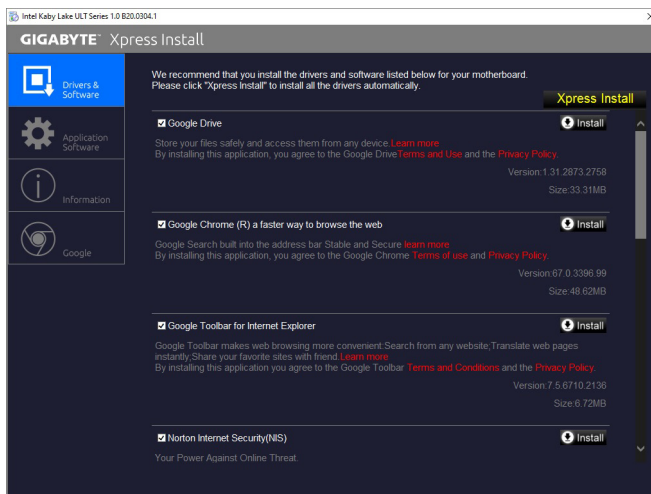 Intel Kaby Lake ULT Series 1.0 B20.0304.1
GIGABYTE™ Xpress Install
Drivers &
Software
Application
Software
Information
Google
We recommend that you install the drivers and software listed below for your motherboard.
Please click "Xpress Install" to install all the drivers automatically.
Xpress Install
Google Drive
Install
Store your files safely and access them from any device.Learn more
By installing this application, you agree to the Google DriveTerms and Use and the Privacy Policy.
Version:1.31.2873.2758
Size:33.31MB
Google Chrome (R) a faster way to browse the web
Install
Google Search built into the address bar Stable and Secure learn more
By installing this application, you agree to the Google Chrome Terms of use and Privacy Policy.
Version:67.0.3396.99
Size:48.62MB
Google Toolbar for Internet Explorer
Install
Google Toolbar makes web browsing more convenient:Search from any website;Translate web pages
instantly;Share your favorite sites with friend.Learn more
By installing this application you agree to the Google Toolbar Terms and Conditions and the Privacy Policy.
Version:7.5.6710.2136
Size:6.72MB
Norton Internet Security(NIS)
Install
Your Power Against Online Threat.